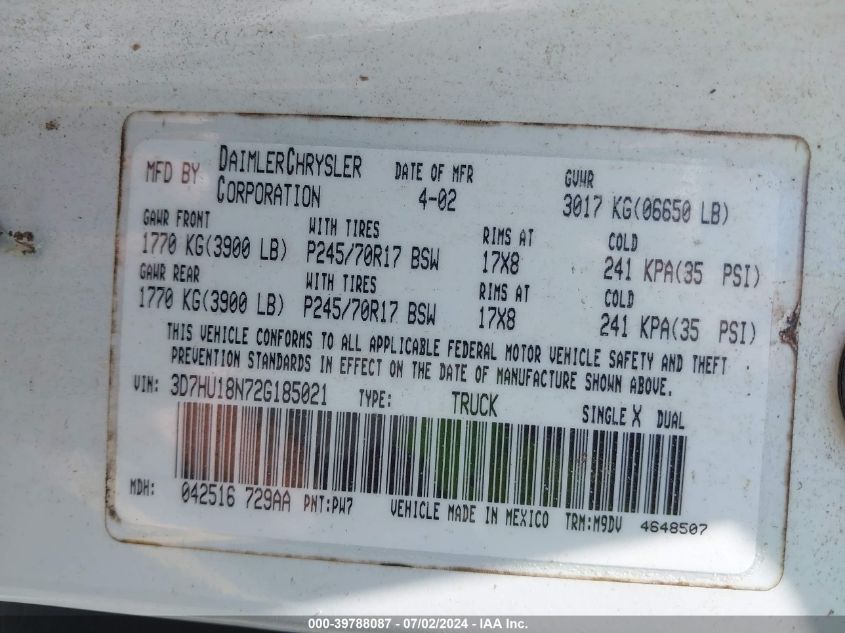 MFD BY DAIMLERCHRYSLER CORPORATION DATE OF MFR 4-02 GVWR 3017 KG(06650 LB)
GAWR FRONT WITH TIRES RIMS AT COLD
1770 KG(3900 LB) P245/70R17 BSW 17X8 241 KPA(35 PSI)
GAWR REAR WITH TIRES RIMS AT COLD
1770 KG(3900 LB) P245/70R17 BSW 17X8 241 KPA(35 PSI)
THIS VEHICLE CONFORMS TO ALL APPLICABLE FEDERAL MOTOR VEHICLE SAFETY AND THEFT
PREVENTION STANDARDS IN EFFECT ON THE DATE OF MANUFACTURE SHOWN ABOVE.
VIN: 3D7HU18N72G185021 TYPE: TRUCK SINGLE X DUAL
MDH: 042516 729AA PNT:PW7 VEHICLE MADE IN MEXICO TRM:M9DV 4648507
000-39788087 - 07/02/2024 - IAA Inc.